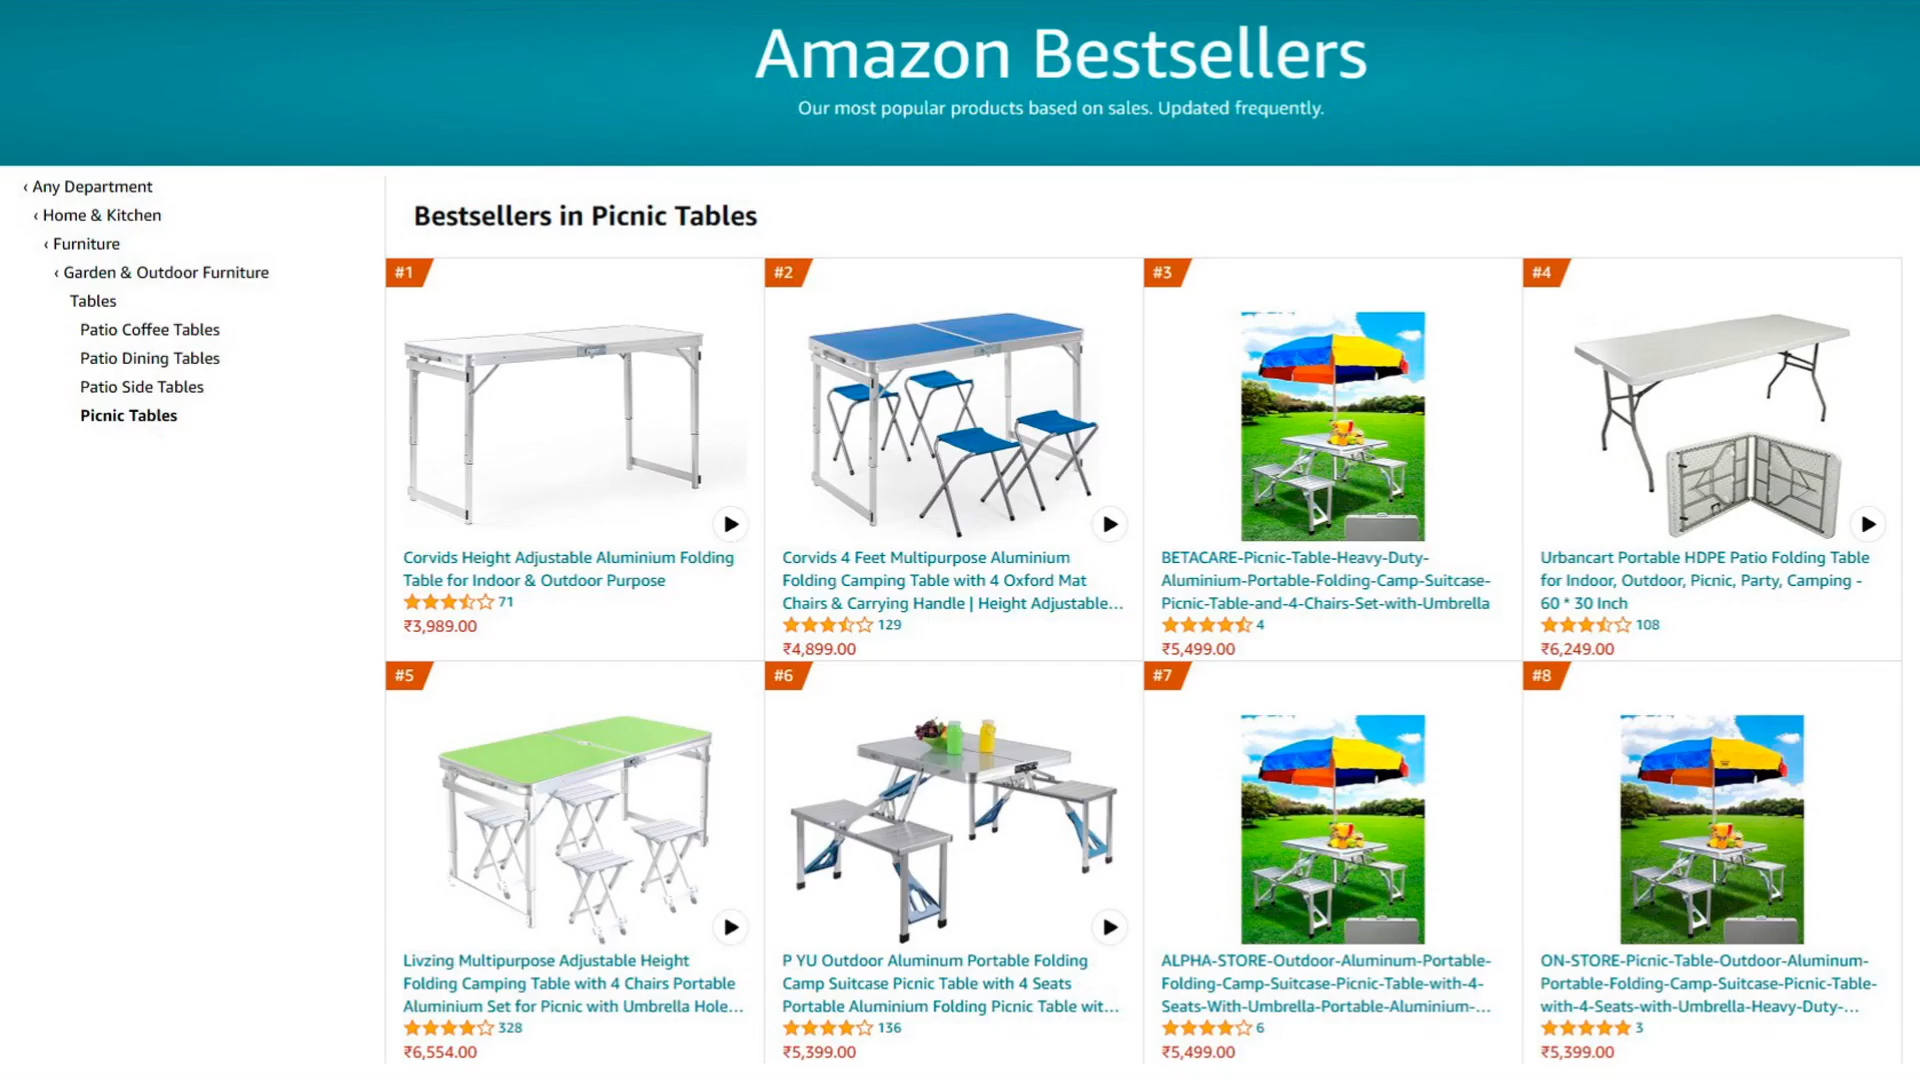 Amazon Bestsellers
Our most popular products based on sales. Updated frequently.
‹ Any Department
‹ Home & Kitchen
‹ Furniture
‹ Garden & Outdoor Furniture
Tables
Patio Coffee Tables
Patio Dining Tables
Patio Side Tables
Picnic Tables
Bestsellers in Picnic Tables
#1
Corvids Height Adjustable Aluminium Folding
Table for Indoor & Outdoor Purpose
71
₹3,989.00
#2
Corvids 4 Feet Multipurpose Aluminium
Folding Camping Table with 4 Oxford Mat
Chairs & Carrying Handle | Height Adjustable...
129
₹4,899.00
#3
BETACARE-Picnic-Table-Heavy-Duty-
Aluminium-Portable-Folding-Camp-Suitcase-
Picnic-Table-and-4-Chairs-Set-with-Umbrella
4
₹5,499.00
#4
Urbancart Portable HDPE Patio Folding Table
for Indoor, Outdoor, Picnic, Party, Camping -
60 * 30 Inch
108
₹6,249.00
#5
Livzing Multipurpose Adjustable Height
Folding Camping Table with 4 Chairs Portable
Aluminium Set for Picnic with Umbrella Hole...
328
₹6,554.00
#6
P YU Outdoor Aluminum Portable Folding
Camp Suitcase Picnic Table with 4 Seats
Portable Aluminium Folding Picnic Table wit...
136
₹5,399.00
#7
ALPHA-STORE-Outdoor-Aluminum-Portable-
Folding-Camp-Suitcase-Picnic-Table-with-4-
Seats-With-Umbrella-Portable-Aluminium-...
6
₹5,499.00
#8
ON-STORE-Picnic-Table-Outdoor-Aluminum-
Portable-Folding-Camp-Suitcase-Picnic-Table-
with-4-Seats-with-Umbrella-Heavy-Duty-...
3
₹5,399.00